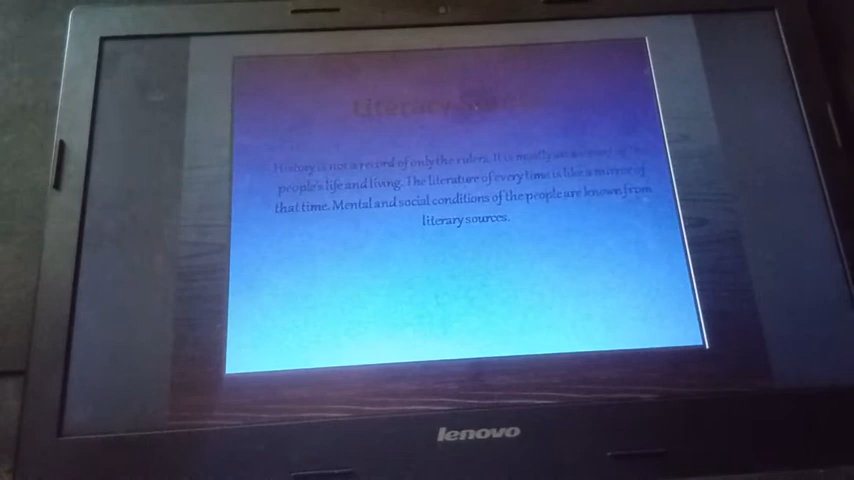 Literary
History is not a record of only the rulers. It is mostly an
people's life and living. The literature of every time is like a mirror of
that time. Mental and social conditions of the people are known from
literary sources.
lenovo